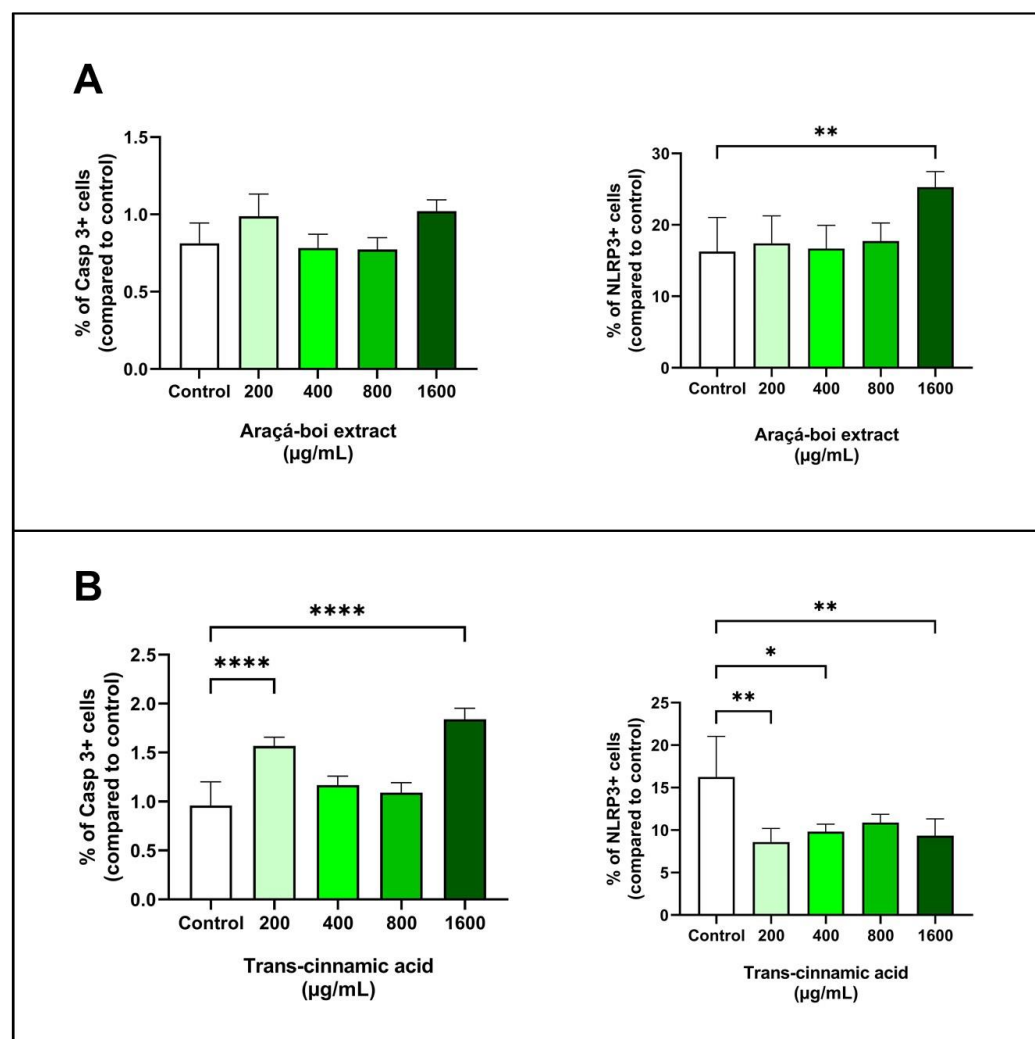 A
% of Casp 3+ cells
(compared to control)
1.5
1.0
0.5
0.0
Control 200 400 800 1600
Araçá-boi extract
(µg/mL)
% of NLRP3+ cells
(compared to control)
30
20
10
0
**
Control 200 400 800 1600
Araçá-boi extract
(µg/mL)
B
% of Casp 3+ cells
(compared to control)
2.5
2.0
1.5
1.0
0.5
0.0
****
****
Control 200 400 800 1600
Trans-cinnamic acid
(µg/mL)
% of NLRP3+ cells
(compared to control)
25
20
15
10
5
0
**
*
**
Control 200 400 800 1600
Trans-cinnamic acid
(µg/mL)